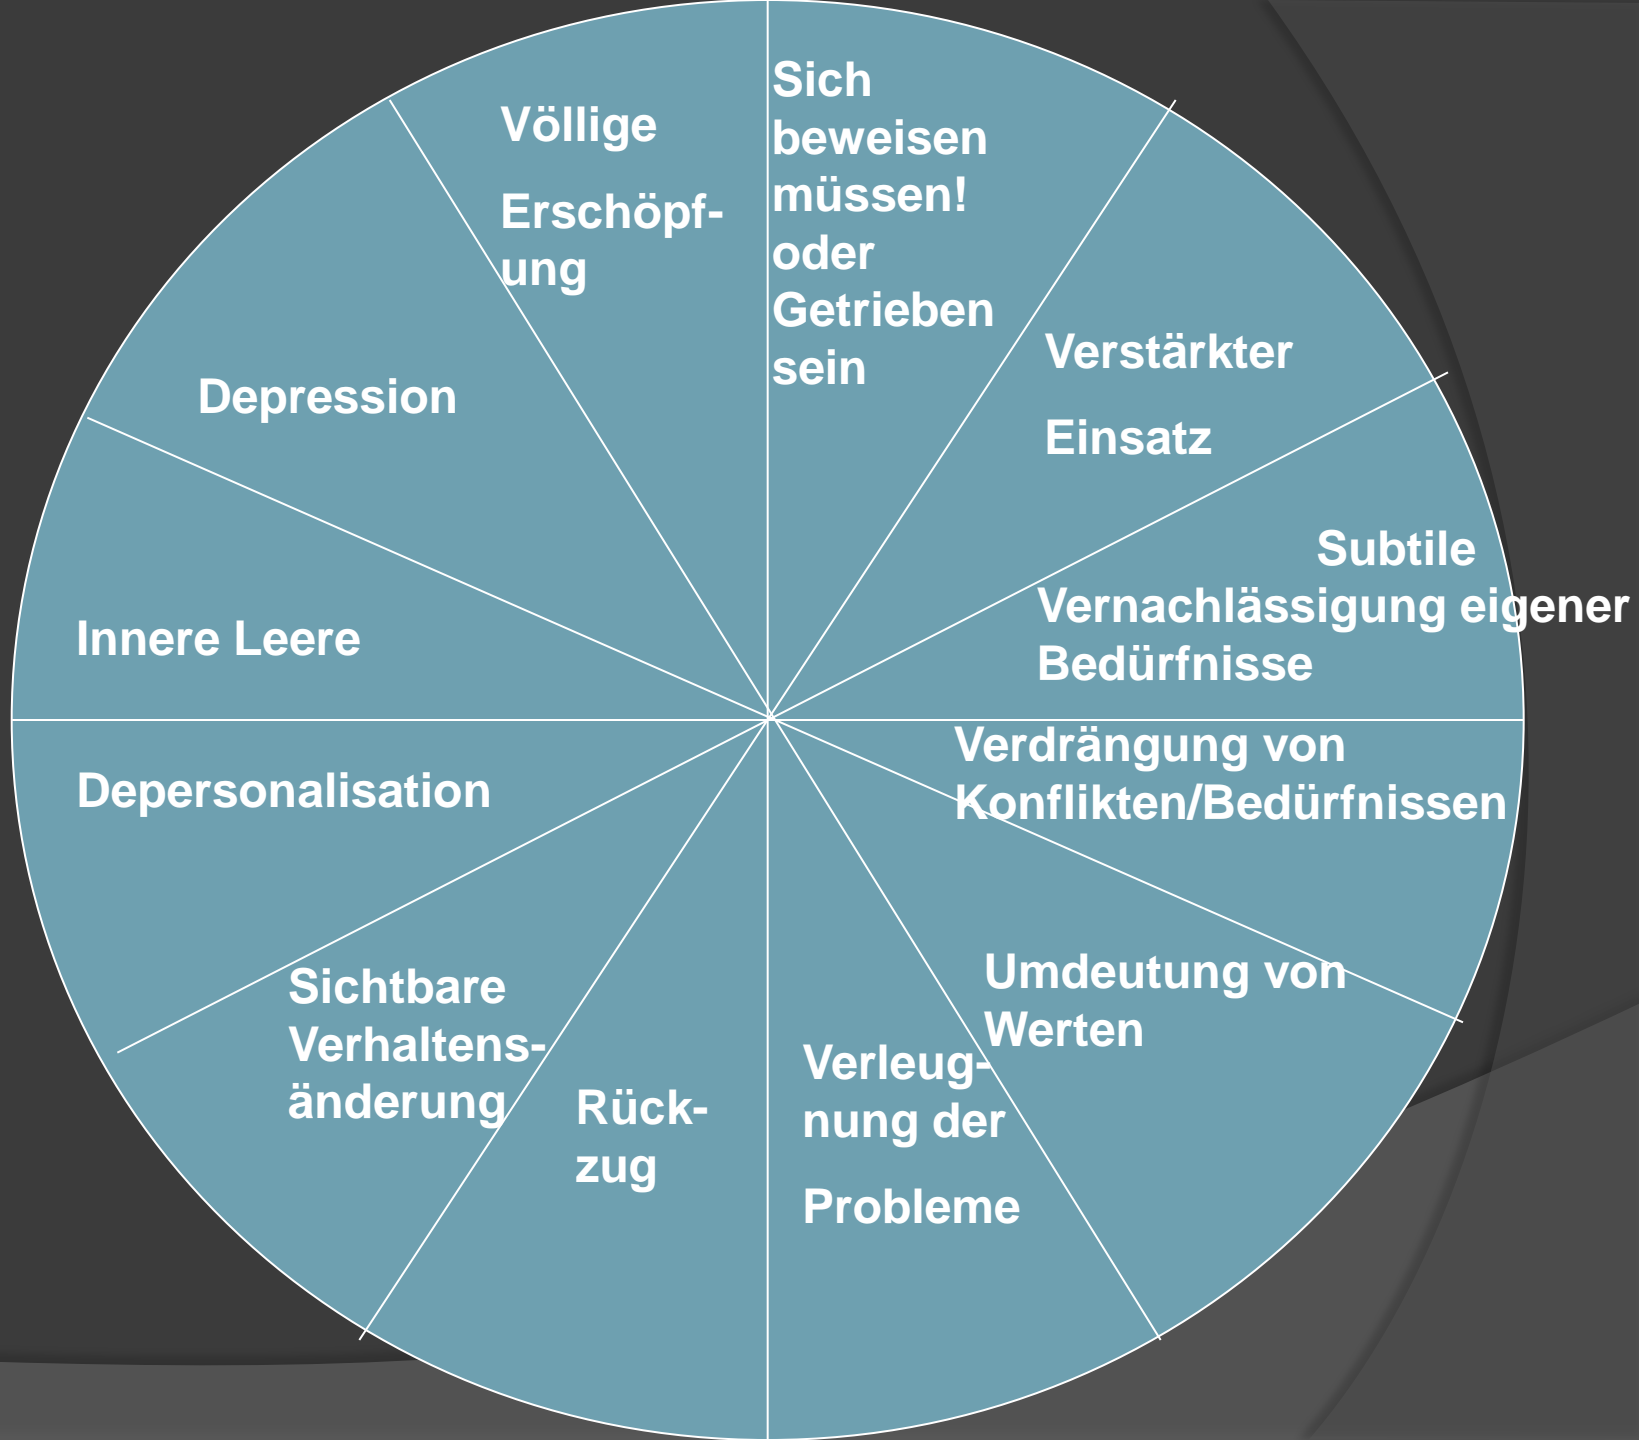 Sich
beweisen
müssen!
oder
Getrieben
sein
Verstärkter
Einsatz
Subtile
Vernachlässigung eigener
Bedürfnisse
Verdrängung von
Konflikten/Bedürfnissen
Umdeutung von
Werten
Verleug-
nung der
Probleme
Rück-
zug
Sichtbare
Verhaltens-
änderung
Depersonalisation
Innere Leere
Depression
Völlige
Erschöpf-
ung